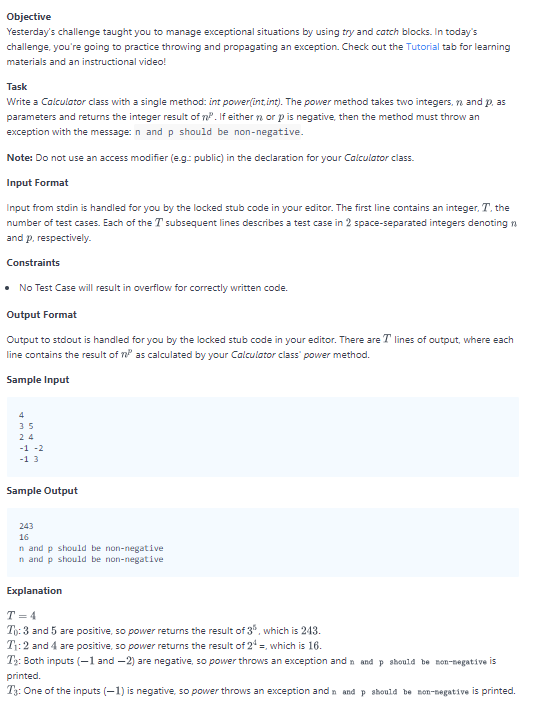 Objective
Yesterday's challenge taught you to manage exceptional situations by using try and catch blocks. In today's
challenge, you're going to practice throwing and propagating an exception. Check out the Tutorial tab for learning
materials and an instructional video!
Task
Write a Calculator class with a single method: int power(int,int). The power method takes two integers, n and p, as
parameters and returns the integer result of n^p. If either n or p is negative, then the method must throw an
exception with the message: n and p should be non-negative.
Note: Do not use an access modifier (e.g.: public) in the declaration for your Calculator class.
Input Format
Input from stdin is handled for you by the locked stub code in your editor. The first line contains an integer, T, the
number of test cases. Each of the T subsequent lines describes a test case in 2 space-separated integers denoting n
and p, respectively.
Constraints
• No Test Case will result in overflow for correctly written code.
Output Format
Output to stdout is handled for you by the locked stub code in your editor. There are T lines of output, where each
line contains the result of n^p as calculated by your Calculator class' power method.
Sample Input
4
3 5
2 4
-1 -2
-1 3
Sample Output
243
16
n and p should be non-negative
n and p should be non-negative
Explanation
T = 4
T₀: 3 and 5 are positive, so power returns the result of 3⁵, which is 243.
T₁: 2 and 4 are positive, so power returns the result of 2⁴ =, which is 16.
T₂: Both inputs (−1 and −2) are negative, so power throws an exception and n and p should be non-negative is
printed.
T₃: One of the inputs (−1) is negative, so power throws an exception and n and p should be non-negative is printed.